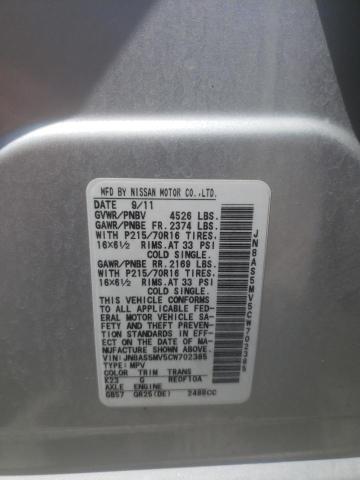 MFD BY NISSAN MOTOR CO.,LTD.
DATE 9/11
GVWR/PNBV 4526 LBS.
GAWR/PNBE FR. 2374 LBS.
WITH P215/70R16 TIRES.
16X6½ RIMS. AT 33 PSI
COLD SINGLE.
GAWR/PNBE RR. 2169 LBS.
WITH P215/70R16 TIRES.
16X6½ RIMS. AT 33 PSI
COLD SINGLE.
THIS VEHICLE CONFORMS
TO ALL APPLICABLE FED-
ERAL MOTOR VEHICLE SA-
FETY AND THEFT PREVEN-
TION STANDARDS IN EFF-
ECT ON THE DATE OF MA-
NUFACTURE SHOWN ABOVE.
VIN: JN8AS5MV5CW702385
TYPE: MPV
COLOR TRIM TRANS
K23 G RE0F10A
AXLE ENGINE
GB57 QR25(DE) 2488CC
JN8AS5MV5CW702385